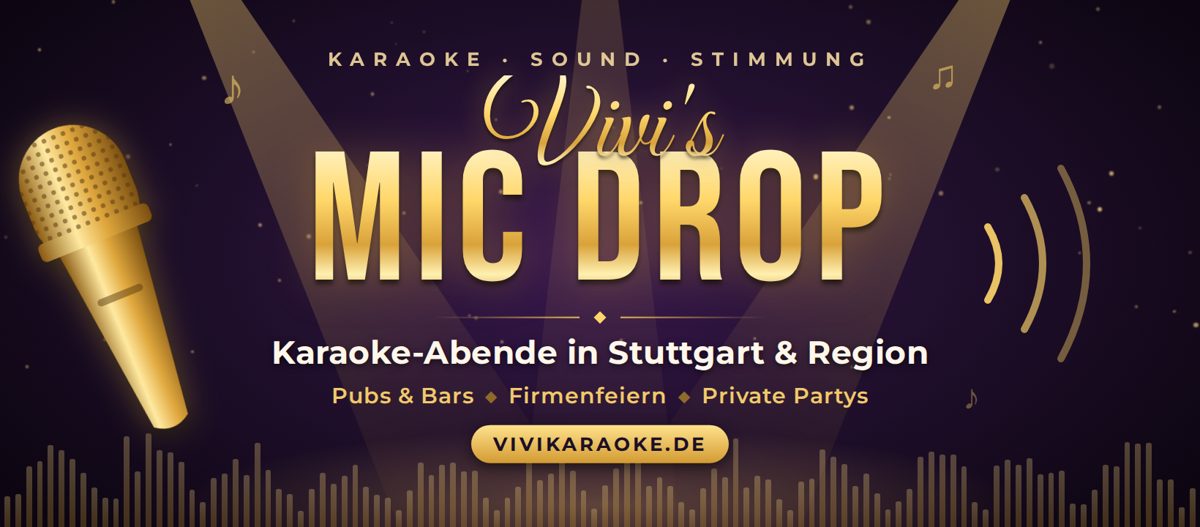 KARAOKE · SOUND · STIMMUNG
Vivi's
MIC DROP
Karaoke-Abende in Stuttgart & Region
Pubs & Bars ◆ Firmenfeiern ◆ Private Partys
VIVIKARAOKE.DE